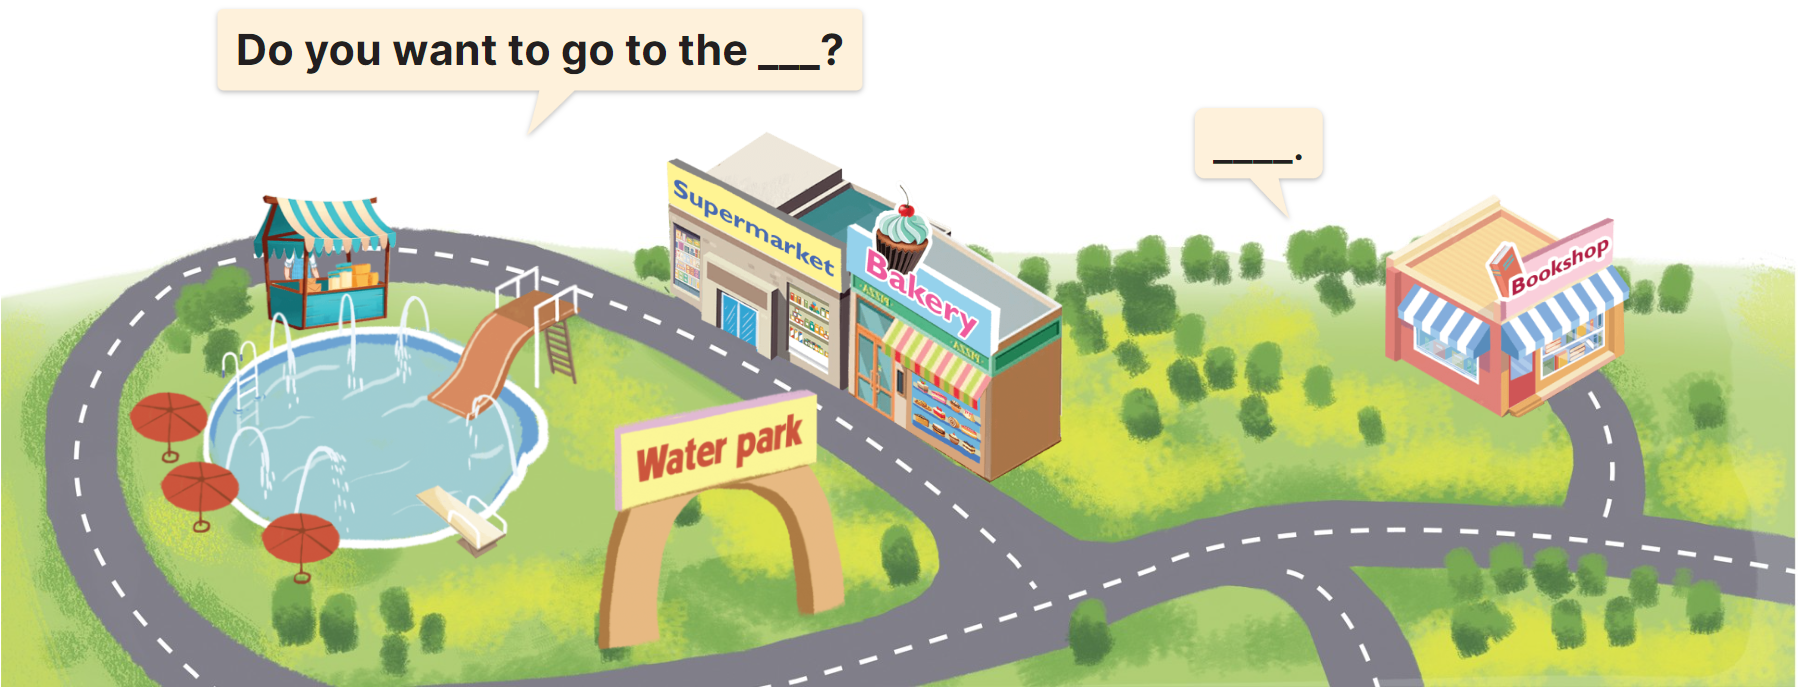 Do you want to go to the ___?
____.
Supermarket
Bakery
Bookshop
Water park